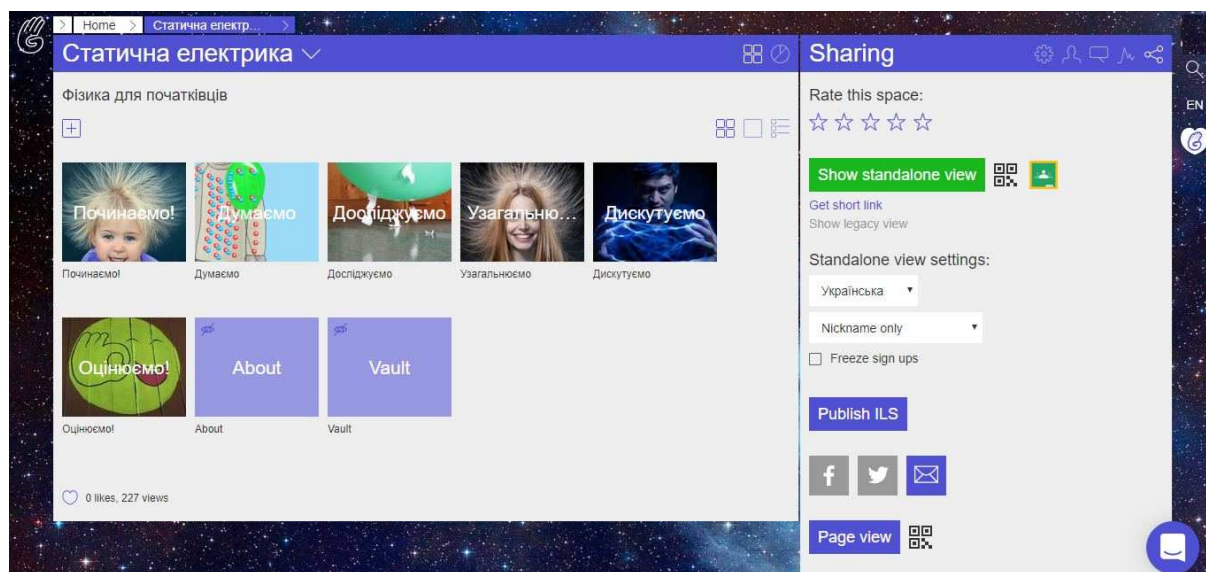 Home
Статична електр...
Статична електрика
Фізика для початківців
Починаємо!
Думаємо
Досліджуємо
Узагальню...
Дискутуємо
Починаємо!
Думаємо
Досліджуємо
Узагальнюємо
Дискутуємо
Оцінюємо!
About
Vault
Оцінюємо!
About
Vault
0 likes, 227 views
Sharing
Rate this space:
Show standalone view
Get short link
Show legacy view
Standalone view settings:
Українська
Nickname only
Freeze sign ups
Publish ILS
Page view
EN